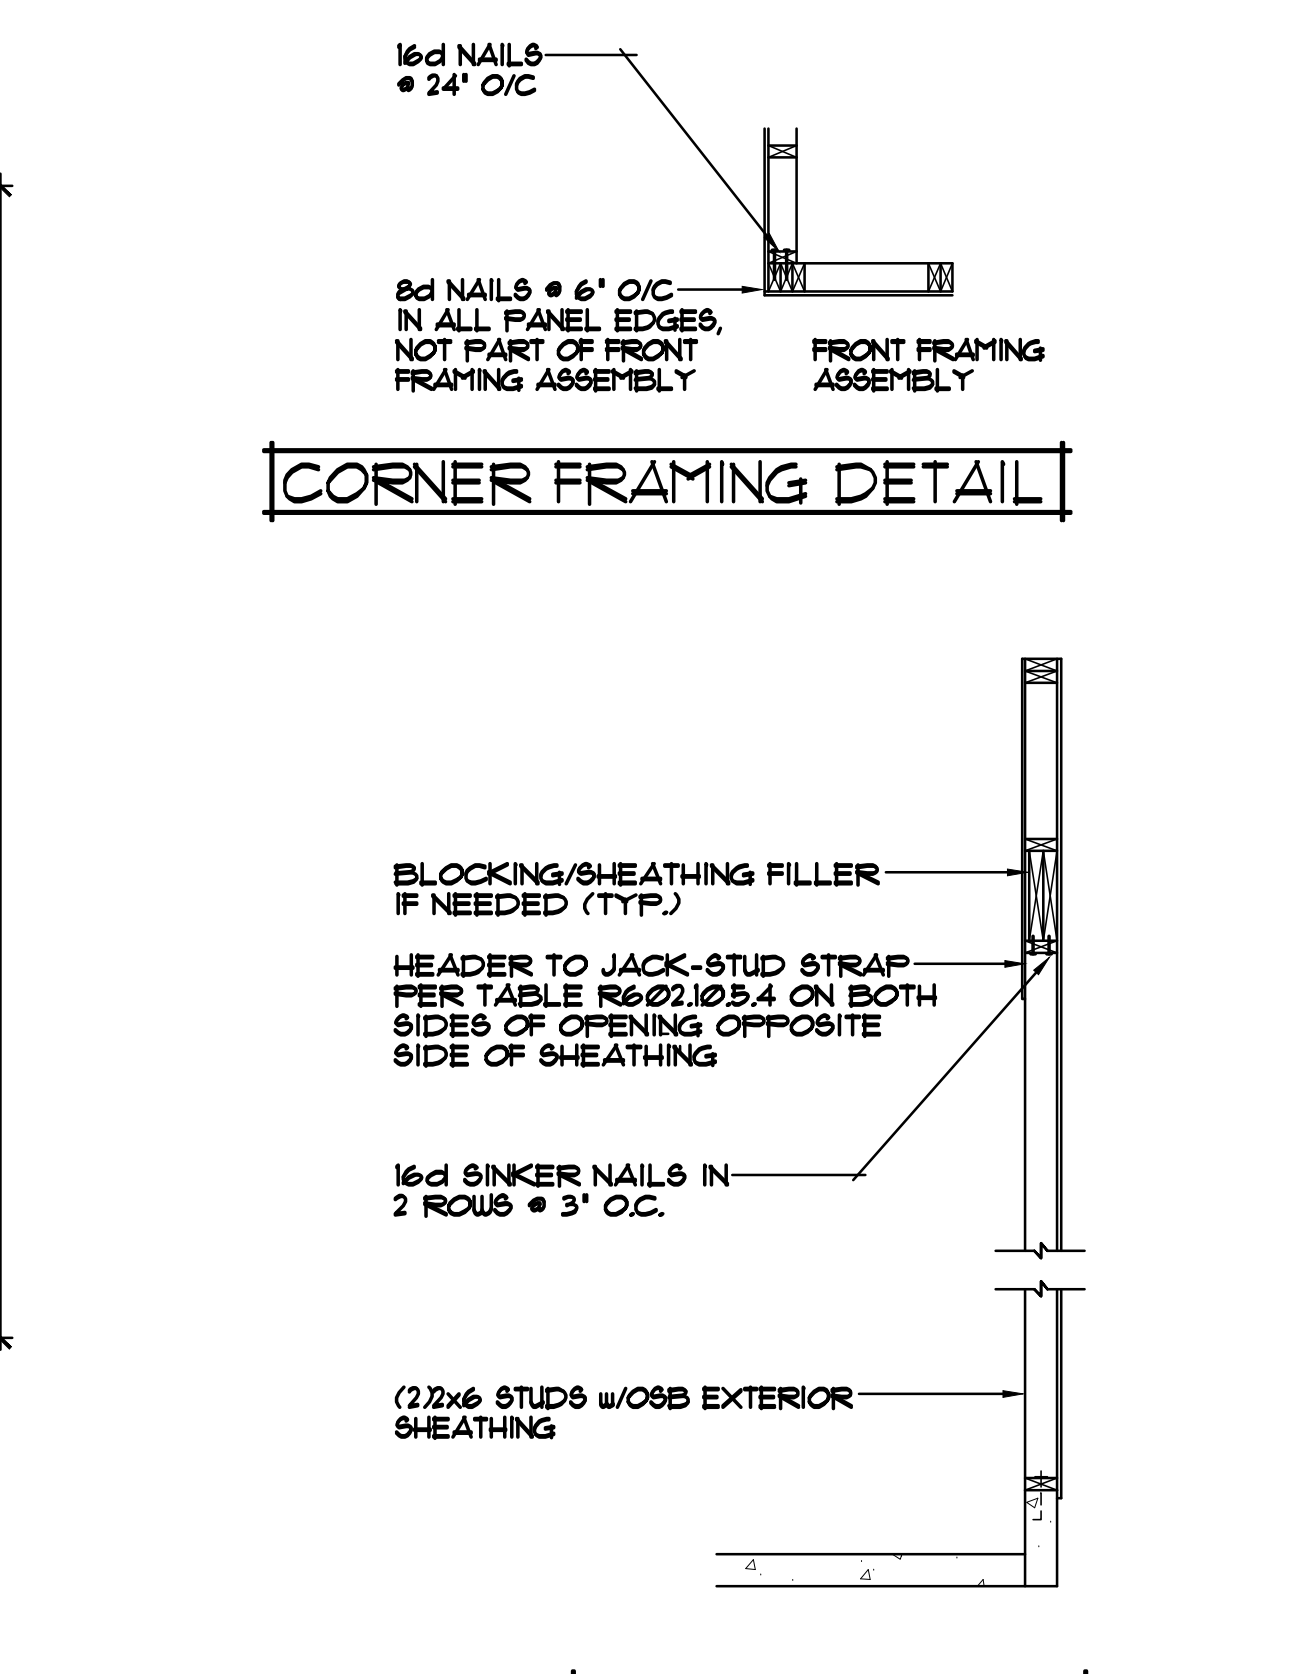 16d NAILS
@ 24" O/C
8d NAILS @ 6" O/C
IN ALL PANEL EDGES,
NOT PART OF FRONT
FRAMING ASSEMBLY
FRONT FRAMING
ASSEMBLY
CORNER FRAMING DETAIL
BLOCKING/SHEATHING FILLER
IF NEEDED (TYP.)
HEADER TO JACK-STUD STRAP
PER TABLE R602.10.5.4 ON BOTH
SIDES OF OPENING OPPOSITE
SIDE OF SHEATHING
16d SINKER NAILS IN
2 ROWS @ 3" O.C.
(2)2x6 STUDS w/OSB EXTERIOR
SHEATHING